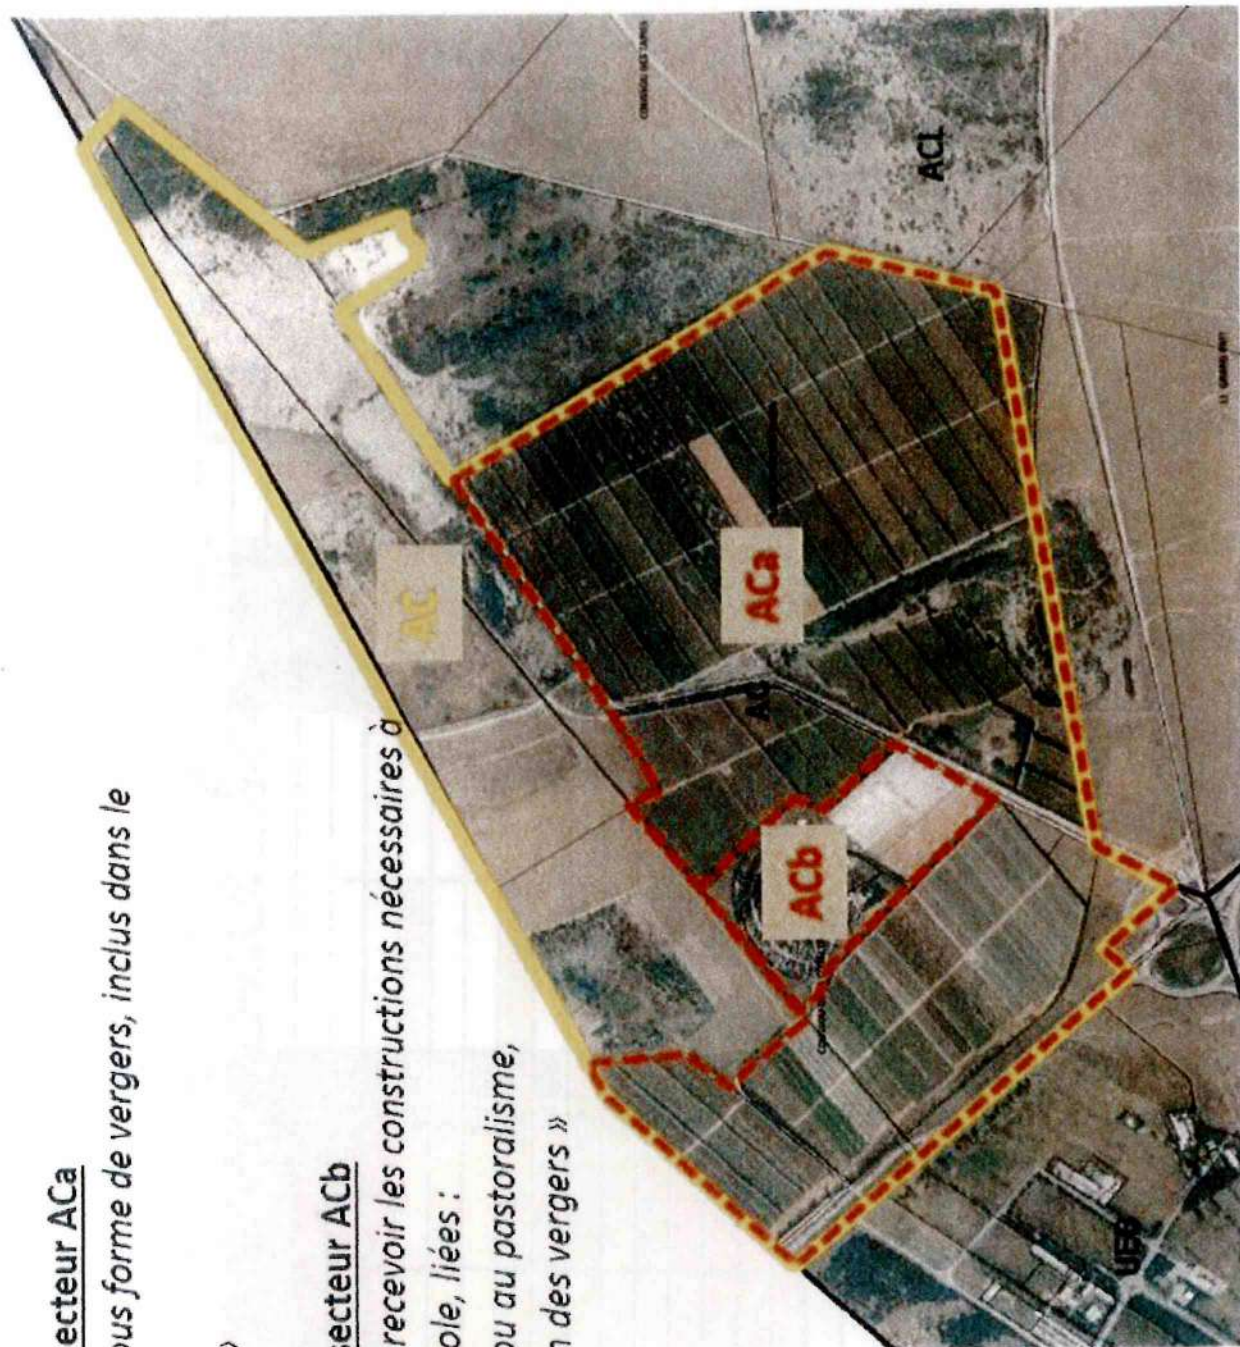 ecteur ACa
ous forme de vergers, inclus dans le
»
secteur ACb
recevoir les constructions nécessaires à
ole, liées :
ou au pastoralisme,
n des vergers »
AC
ACa
ACb
AC
ACL